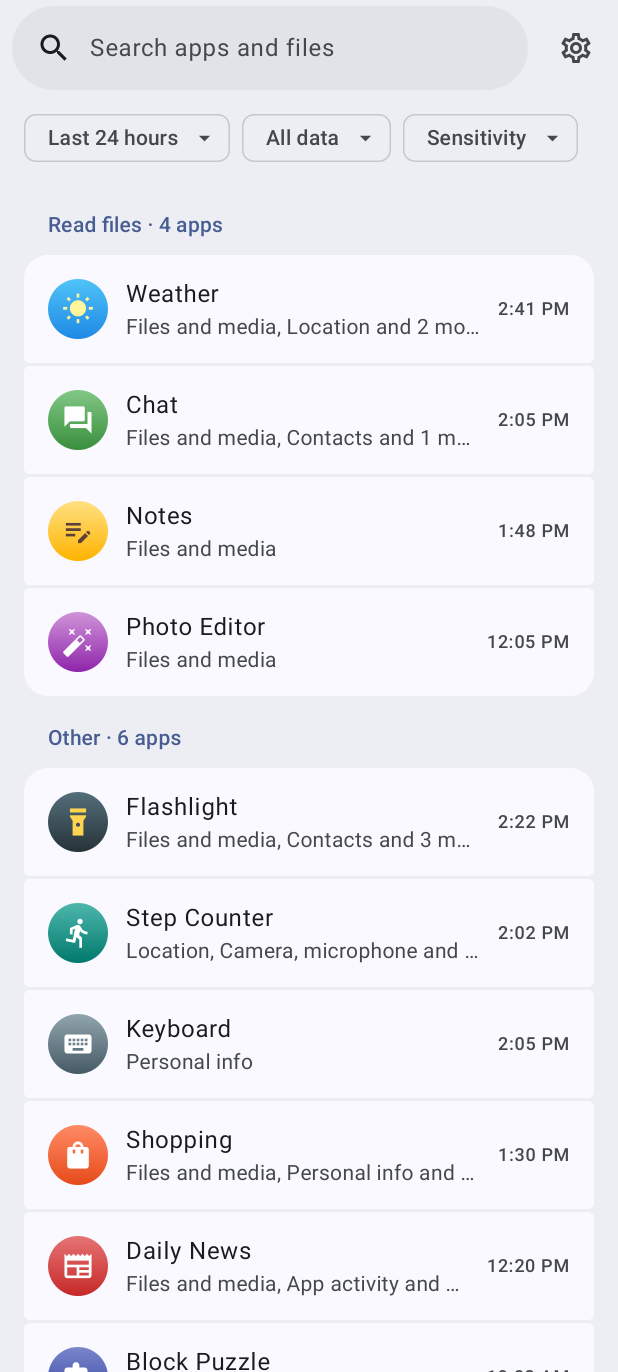 Search apps and files
Last 24 hours
All data
Sensitivity
Read files · 4 apps
Weather
Files and media, Location and 2 mo…
2:41 PM
Chat
Files and media, Contacts and 1 m…
2:05 PM
Notes
Files and media
1:48 PM
Photo Editor
Files and media
12:05 PM
Other · 6 apps
Flashlight
Files and media, Contacts and 3 m…
2:22 PM
Step Counter
Location, Camera, microphone and …
2:02 PM
Keyboard
Personal info
2:05 PM
Shopping
Files and media, Personal info and …
1:30 PM
Daily News
Files and media, App activity and …
12:20 PM
Block Puzzle